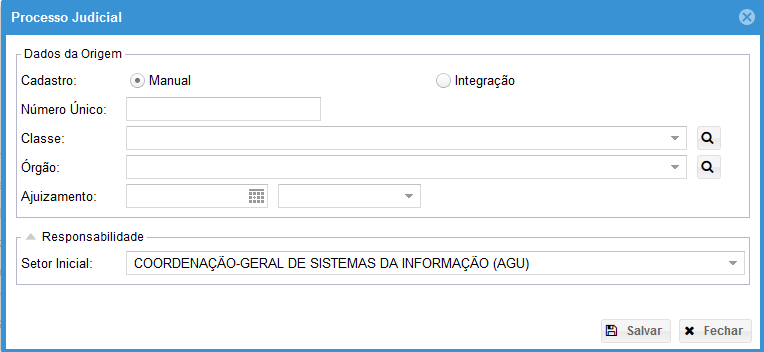 Processo Judicial
Dados da Origem
Cadastro: Manual Integração
Número Único:
Classe:
Órgão:
Ajuizamento:
Responsabilidade
Setor Inicial: COORDENAÇÃO-GERAL DE SISTEMAS DA INFORMAÇÃO (AGU)
Salvar Fechar